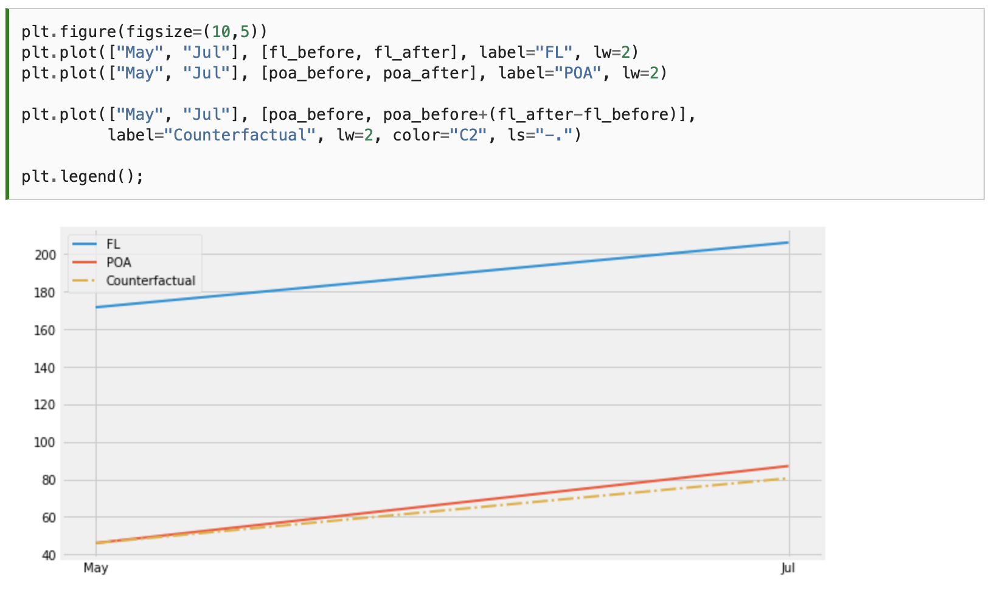 plt.figure(figsize=(10,5))
plt.plot(["May", "Jul"], [fl_before, fl_after], label="FL", lw=2)
plt.plot(["May", "Jul"], [poa_before, poa_after], label="POA", lw=2)
plt.plot(["May", "Jul"], [poa_before, poa_before+(fl_after-fl_before)],
label="Counterfactual", lw=2, color="C2", ls="-.")
plt.legend();
FL
POA
Counterfactual
200
180
160
140
120
100
80
60
40
May
Jul